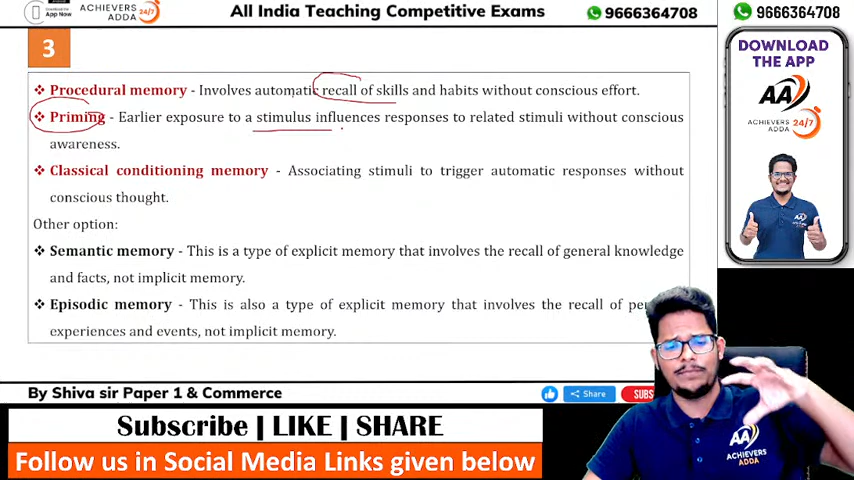 App Now
ACHIEVERS
ADDA 24/7
All India Teaching Competitive Exams
9666364708
9666364708
3
❖ Procedural memory - Involves automatic recall of skills and habits without conscious effort.
❖ Priming - Earlier exposure to a stimulus influences responses to related stimuli without conscious
awareness.
❖ Classical conditioning memory - Associating stimuli to trigger automatic responses without
conscious thought.
Other option:
❖ Semantic memory - This is a type of explicit memory that involves the recall of general knowledge
and facts, not implicit memory.
❖ Episodic memory - This is also a type of explicit memory that involves the recall of
experiences and events, not implicit memory.
DOWNLOAD
THE APP
AA
ACHIEVERS 24/7
ADDA
AA
By Shiva sir Paper 1 & Commerce
Share
SUBS
Subscribe | LIKE | SHARE
Follow us in Social Media Links given below
AA
ACHIEVERS
ADDA